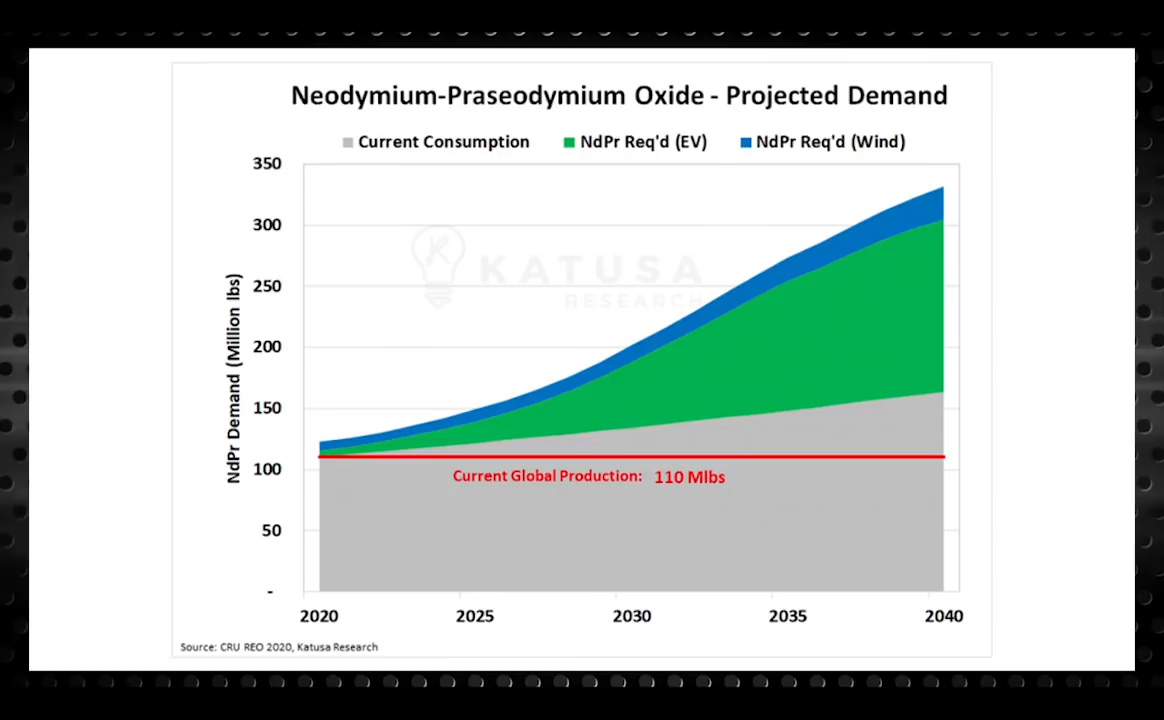 Neodymium-Praseodymium Oxide - Projected Demand
Current Consumption NdPr Req'd (EV) NdPr Req'd (Wind)
350
300
250
200
150
100
50
-
NdPr Demand (Million lbs)
KATUSA
RESEARCH
Current Global Production: 110 Mlbs
2020 2025 2030 2035 2040
Source: CRU REO 2020, Katusa Research